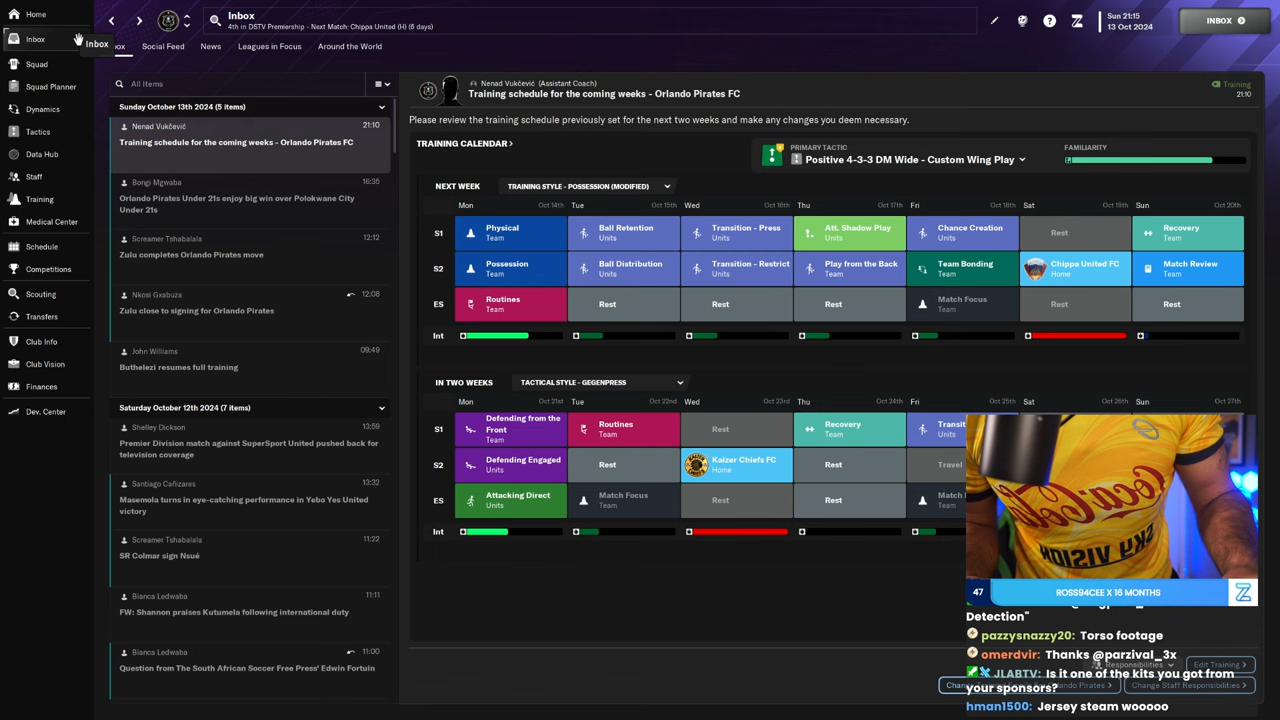 Home
Inbox
4th in DSTV Premiership - Next Match: Chippa United (H) (6 days)
Sun 21:15
13 Oct 2024
INBOX
Inbox
Inbox
Social Feed
News
Leagues in Focus
Around the World
Squad
Squad Planner
Dynamics
Tactics
Data Hub
Staff
Training
Medical Center
Schedule
Competitions
Scouting
Transfers
Club Info
Club Vision
Finances
Dev. Center
All Items
Sunday October 13th 2024 (5 items)
Nenad Vukčević
21:10
Training schedule for the coming weeks - Orlando Pirates FC
Bongi Mgwaba
16:35
Orlando Pirates Under 21s enjoy big win over Polokwane City
Under 21s
Screamer Tshabalala
12:12
Zulu completes Orlando Pirates move
Nkosi Gxabuza
12:08
Zulu close to signing for Orlando Pirates
John Williams
09:49
Buthelezi resumes full training
Saturday October 12th 2024 (7 items)
Shelley Dickson
13:59
Premier Division match against SuperSport United pushed back for
television coverage
Santiago Cañizares
13:32
Masemola turns in eye-catching performance in Yebo Yes United
victory
Screamer Tshabalala
11:22
SR Colmar sign Nsué
Bianca Ledwaba
11:11
FW: Shannon praises Kutumela following international duty
Bianca Ledwaba
11:00
Question from The South African Soccer Free Press' Edwin Fortuin
Nenad Vukčević (Assistant Coach)
Training schedule for the coming weeks - Orlando Pirates FC
Training
21:10
Please review the training schedule previously set for the next two weeks and make any changes you deem necessary.
TRAINING CALENDAR
PRIMARY TACTIC
Positive 4-3-3 DM Wide - Custom Wing Play
FAMILIARITY
NEXT WEEK
TRAINING STYLE - POSSESSION (MODIFIED)
Mon Oct 14th Tue Oct 15th Wed Oct 16th Thu Oct 17th Fri Oct 18th Sat Oct 19th Sun Oct 20th
S1
Physical
Team
Ball Retention
Units
Transition - Press
Units
Att. Shadow Play
Units
Chance Creation
Units
Rest
Recovery
Team
S2
Possession
Team
Ball Distribution
Units
Transition - Restrict
Units
Play from the Back
Units
Team Bonding
Team
Chippa United FC
Home
Match Review
Team
ES
Routines
Team
Rest
Rest
Rest
Match Focus
Team
Rest
Rest
Int
IN TWO WEEKS
TACTICAL STYLE - GEGENPRESS
Mon Oct 21st Tue Oct 22nd Wed Oct 23rd Thu Oct 24th Fri Oct 25th Sat Oct 26th Sun Oct 27th
S1
Defending from the
Front
Team
Routines
Team
Rest
Recovery
Team
Transit
Units
S2
Defending Engaged
Units
Rest
Kaizer Chiefs FC
Home
Rest
Travel
ES
Attacking Direct
Units
Match Focus
Team
Rest
Rest
Match
Team
Int
Coca-Cola
SKY VISION
47
ROSS94CEE X 16 MONTHS
Detection"
pazzysnazzy20: Torso footage
omerdvir: Thanks @parzival_3x
Responsibilities
Edit Training
JLABTV: Is it one of the kits you got from
your sponsors?
Change Staff Responsibilities
hman1500: Jersey steam wooooo